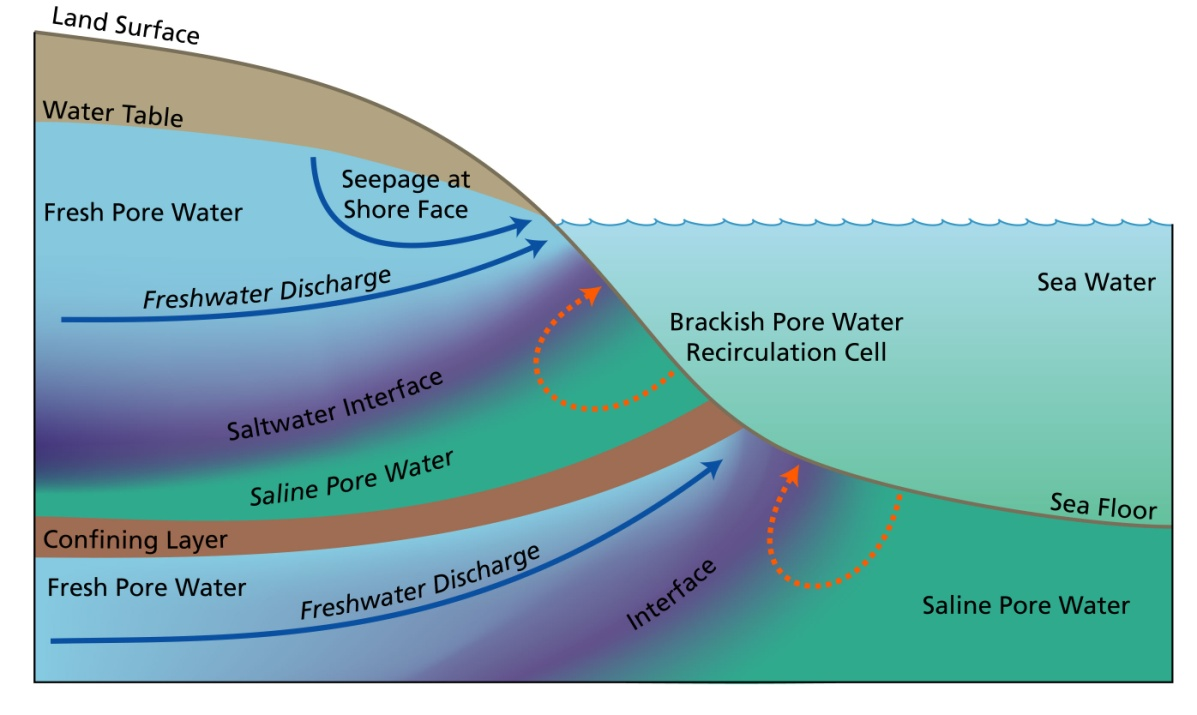 Land Surface
Water Table
Seepage at
Shore Face
Fresh Pore Water
Freshwater Discharge
Sea Water
Brackish Pore Water
Recirculation Cell
Saltwater Interface
Saline Pore Water
Sea Floor
Confining Layer
Fresh Pore Water
Freshwater Discharge
Interface
Saline Pore Water